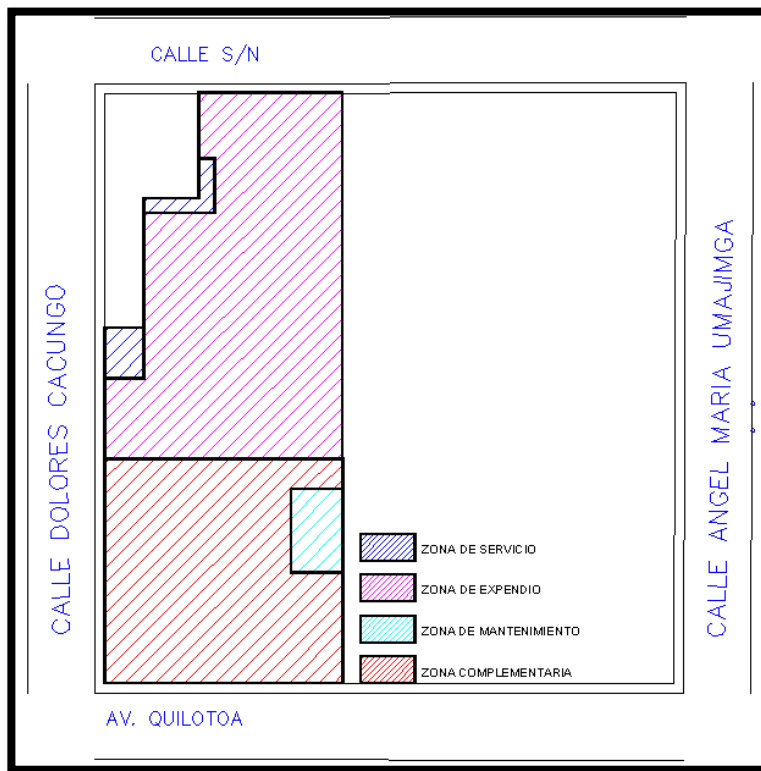 CALLE S/N
CALLE DOLORES CACUNGO
CALLE ANGEL MARIA UMAJIMGA
ZONA DE SERVICIO
ZONA DE EXPENDIO
ZONA DE MANTENIMIENTO
ZONA COMPLEMENTARIA
AV. QUILOTOA